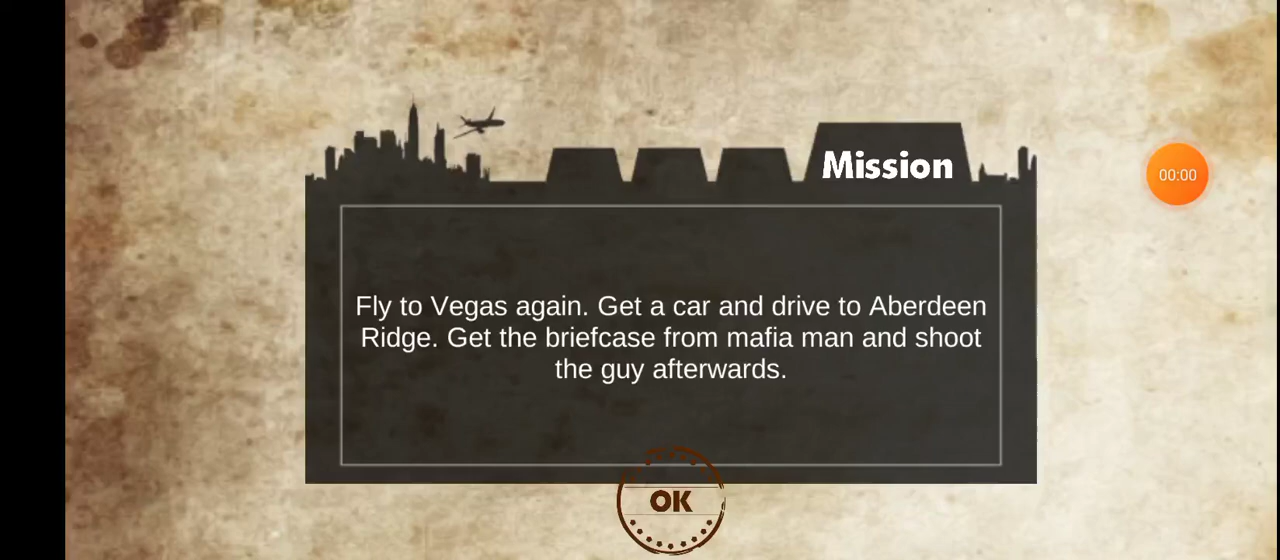 Mission
00:00
Fly to Vegas again. Get a car and drive to Aberdeen
Ridge. Get the briefcase from mafia man and shoot
the guy afterwards.
OK